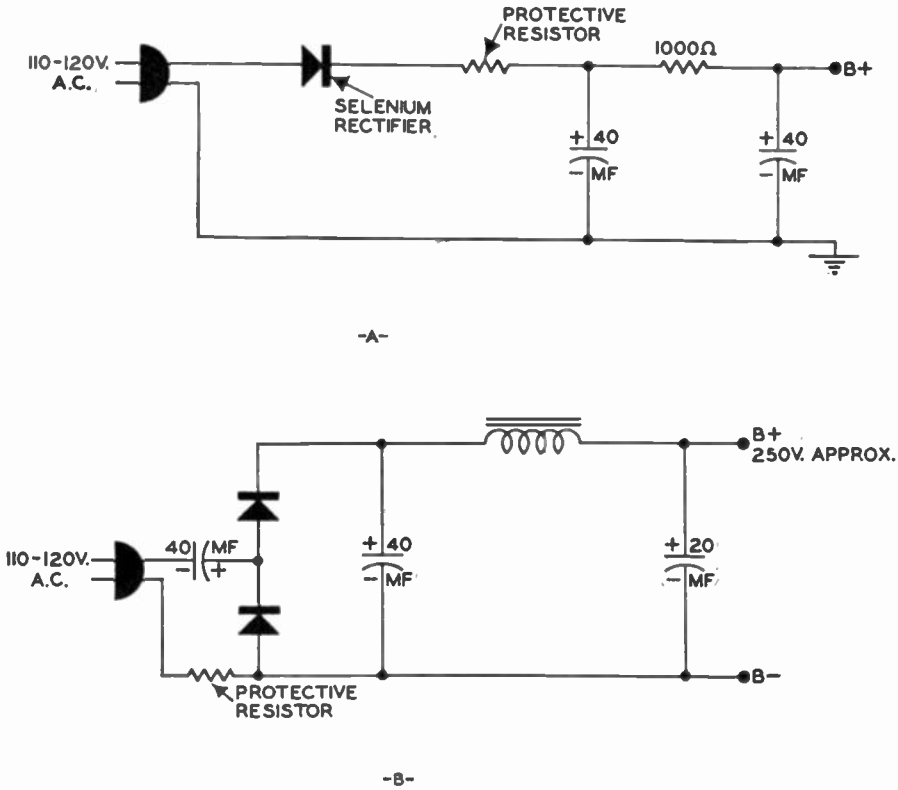 PROTECTIVE
RESISTOR
110-120V.
A.C.
1000Ω
B+
SELENIUM
RECTIFIER
+ 40
- MF
+ 40
- MF
-A-
B+
250V. APPROX.
110-120V.
A.C.
40 MF
- +
+ 40
- MF
+ 20
- MF
B-
PROTECTIVE
RESISTOR
-B-